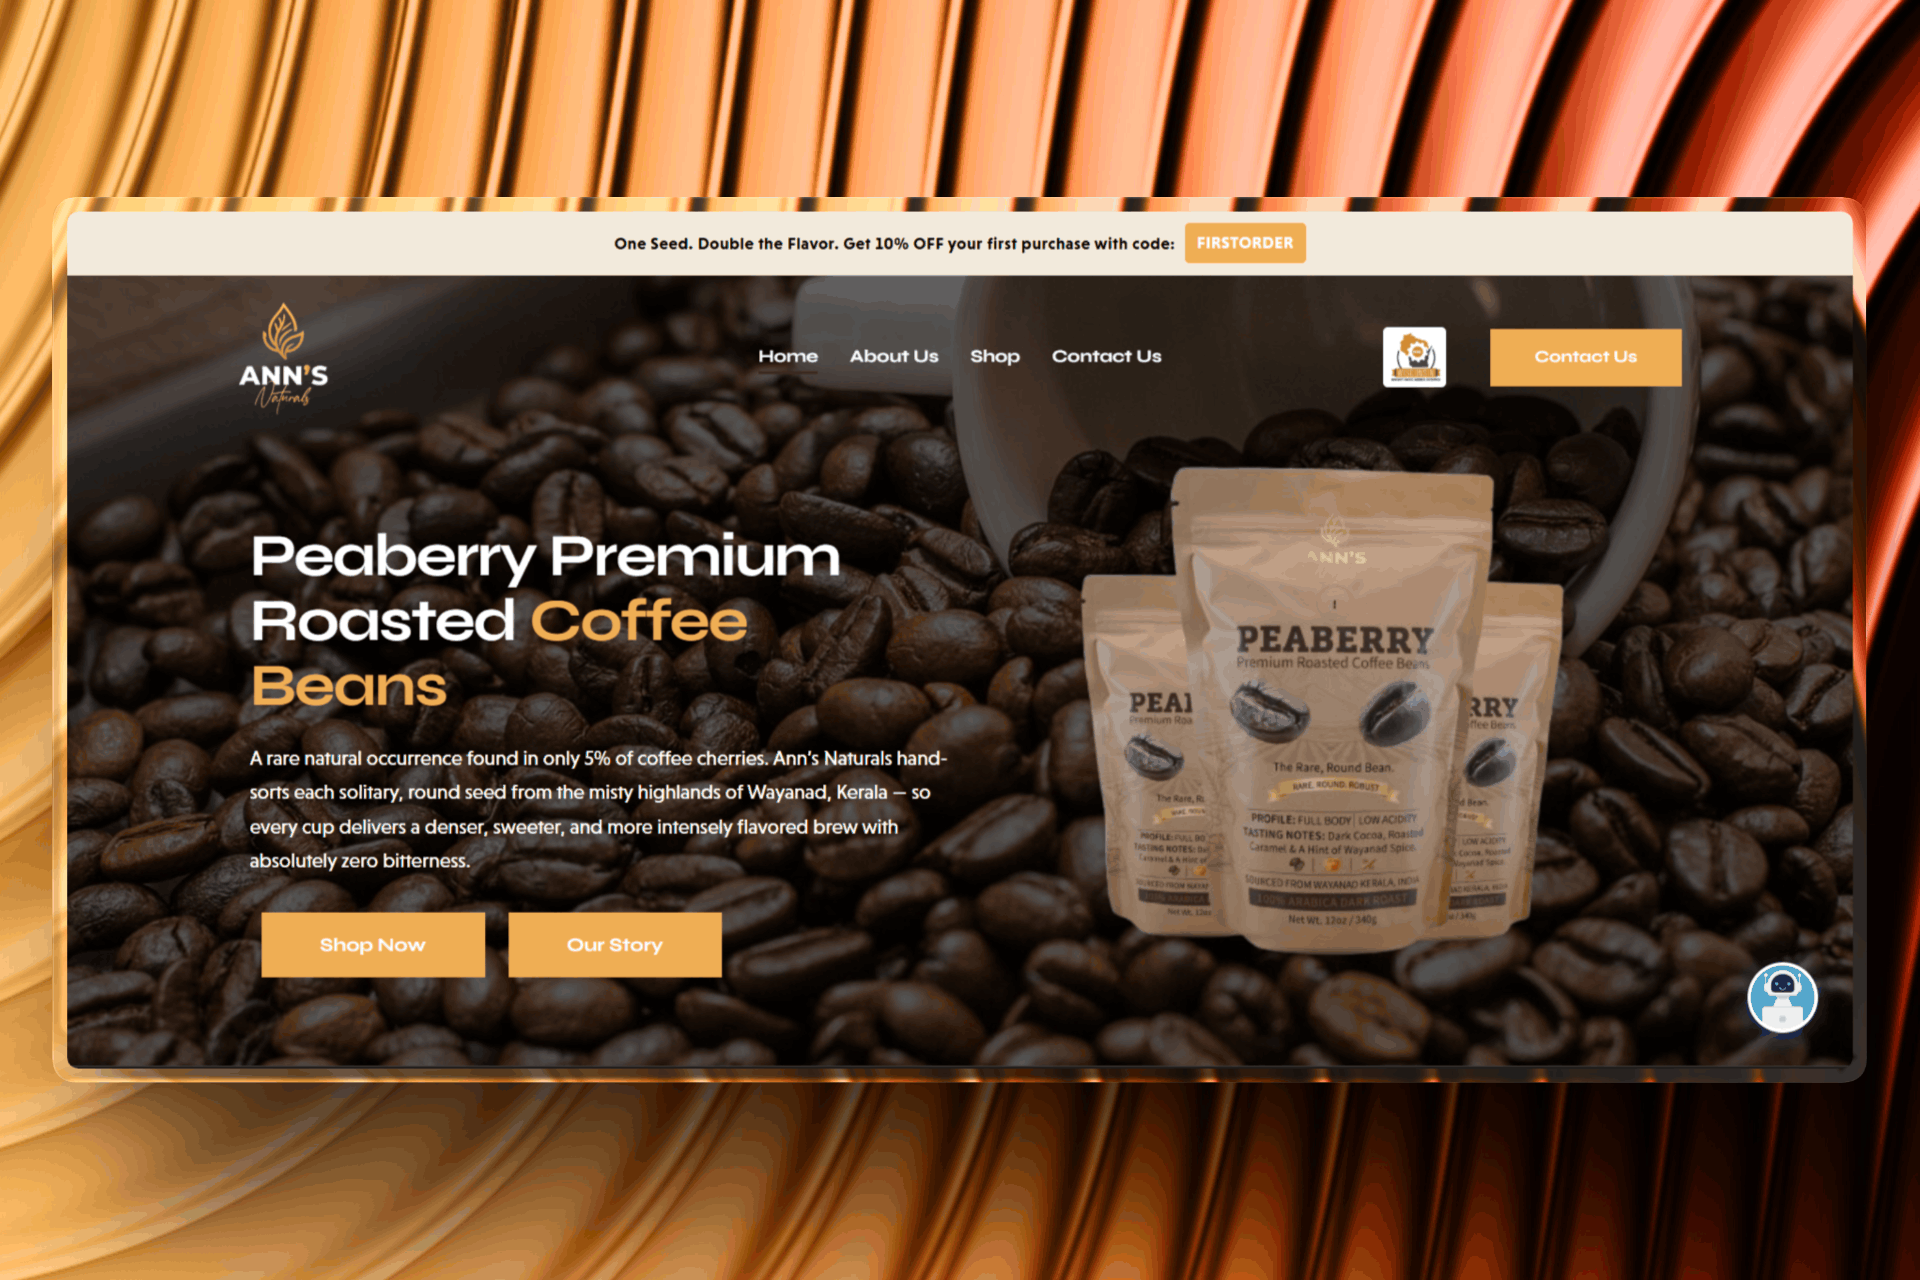 One Seed. Double the Flavor. Get 10% OFF your first purchase with code: FIRSTORDER
ANN'S
Naturals
Home About Us Shop Contact Us
Contact Us
Peaberry Premium
Roasted Coffee
Beans
A rare natural occurrence found in only 5% of coffee cherries. Ann's Naturals hand-
sorts each solitary, round seed from the misty highlands of Wayanad, Kerala — so
every cup delivers a denser, sweeter, and more intensely flavored brew with
absolutely zero bitterness.
Shop Now Our Story
ANN'S
PEABERRY
Premium Roasted Coffee Beans
The Rare, Round Bean.
RARE. ROUND. ROBUST
PROFILE: FULL BODY | LOW ACIDITY
TASTING NOTES: Dark Cocoa, Roasted
Caramel & A Hint of Wayanad Spice.
SOURCED FROM WAYANAD KERALA, INDIA
100% ARABICA DARK ROAST
Net Wt. 12oz / 340g